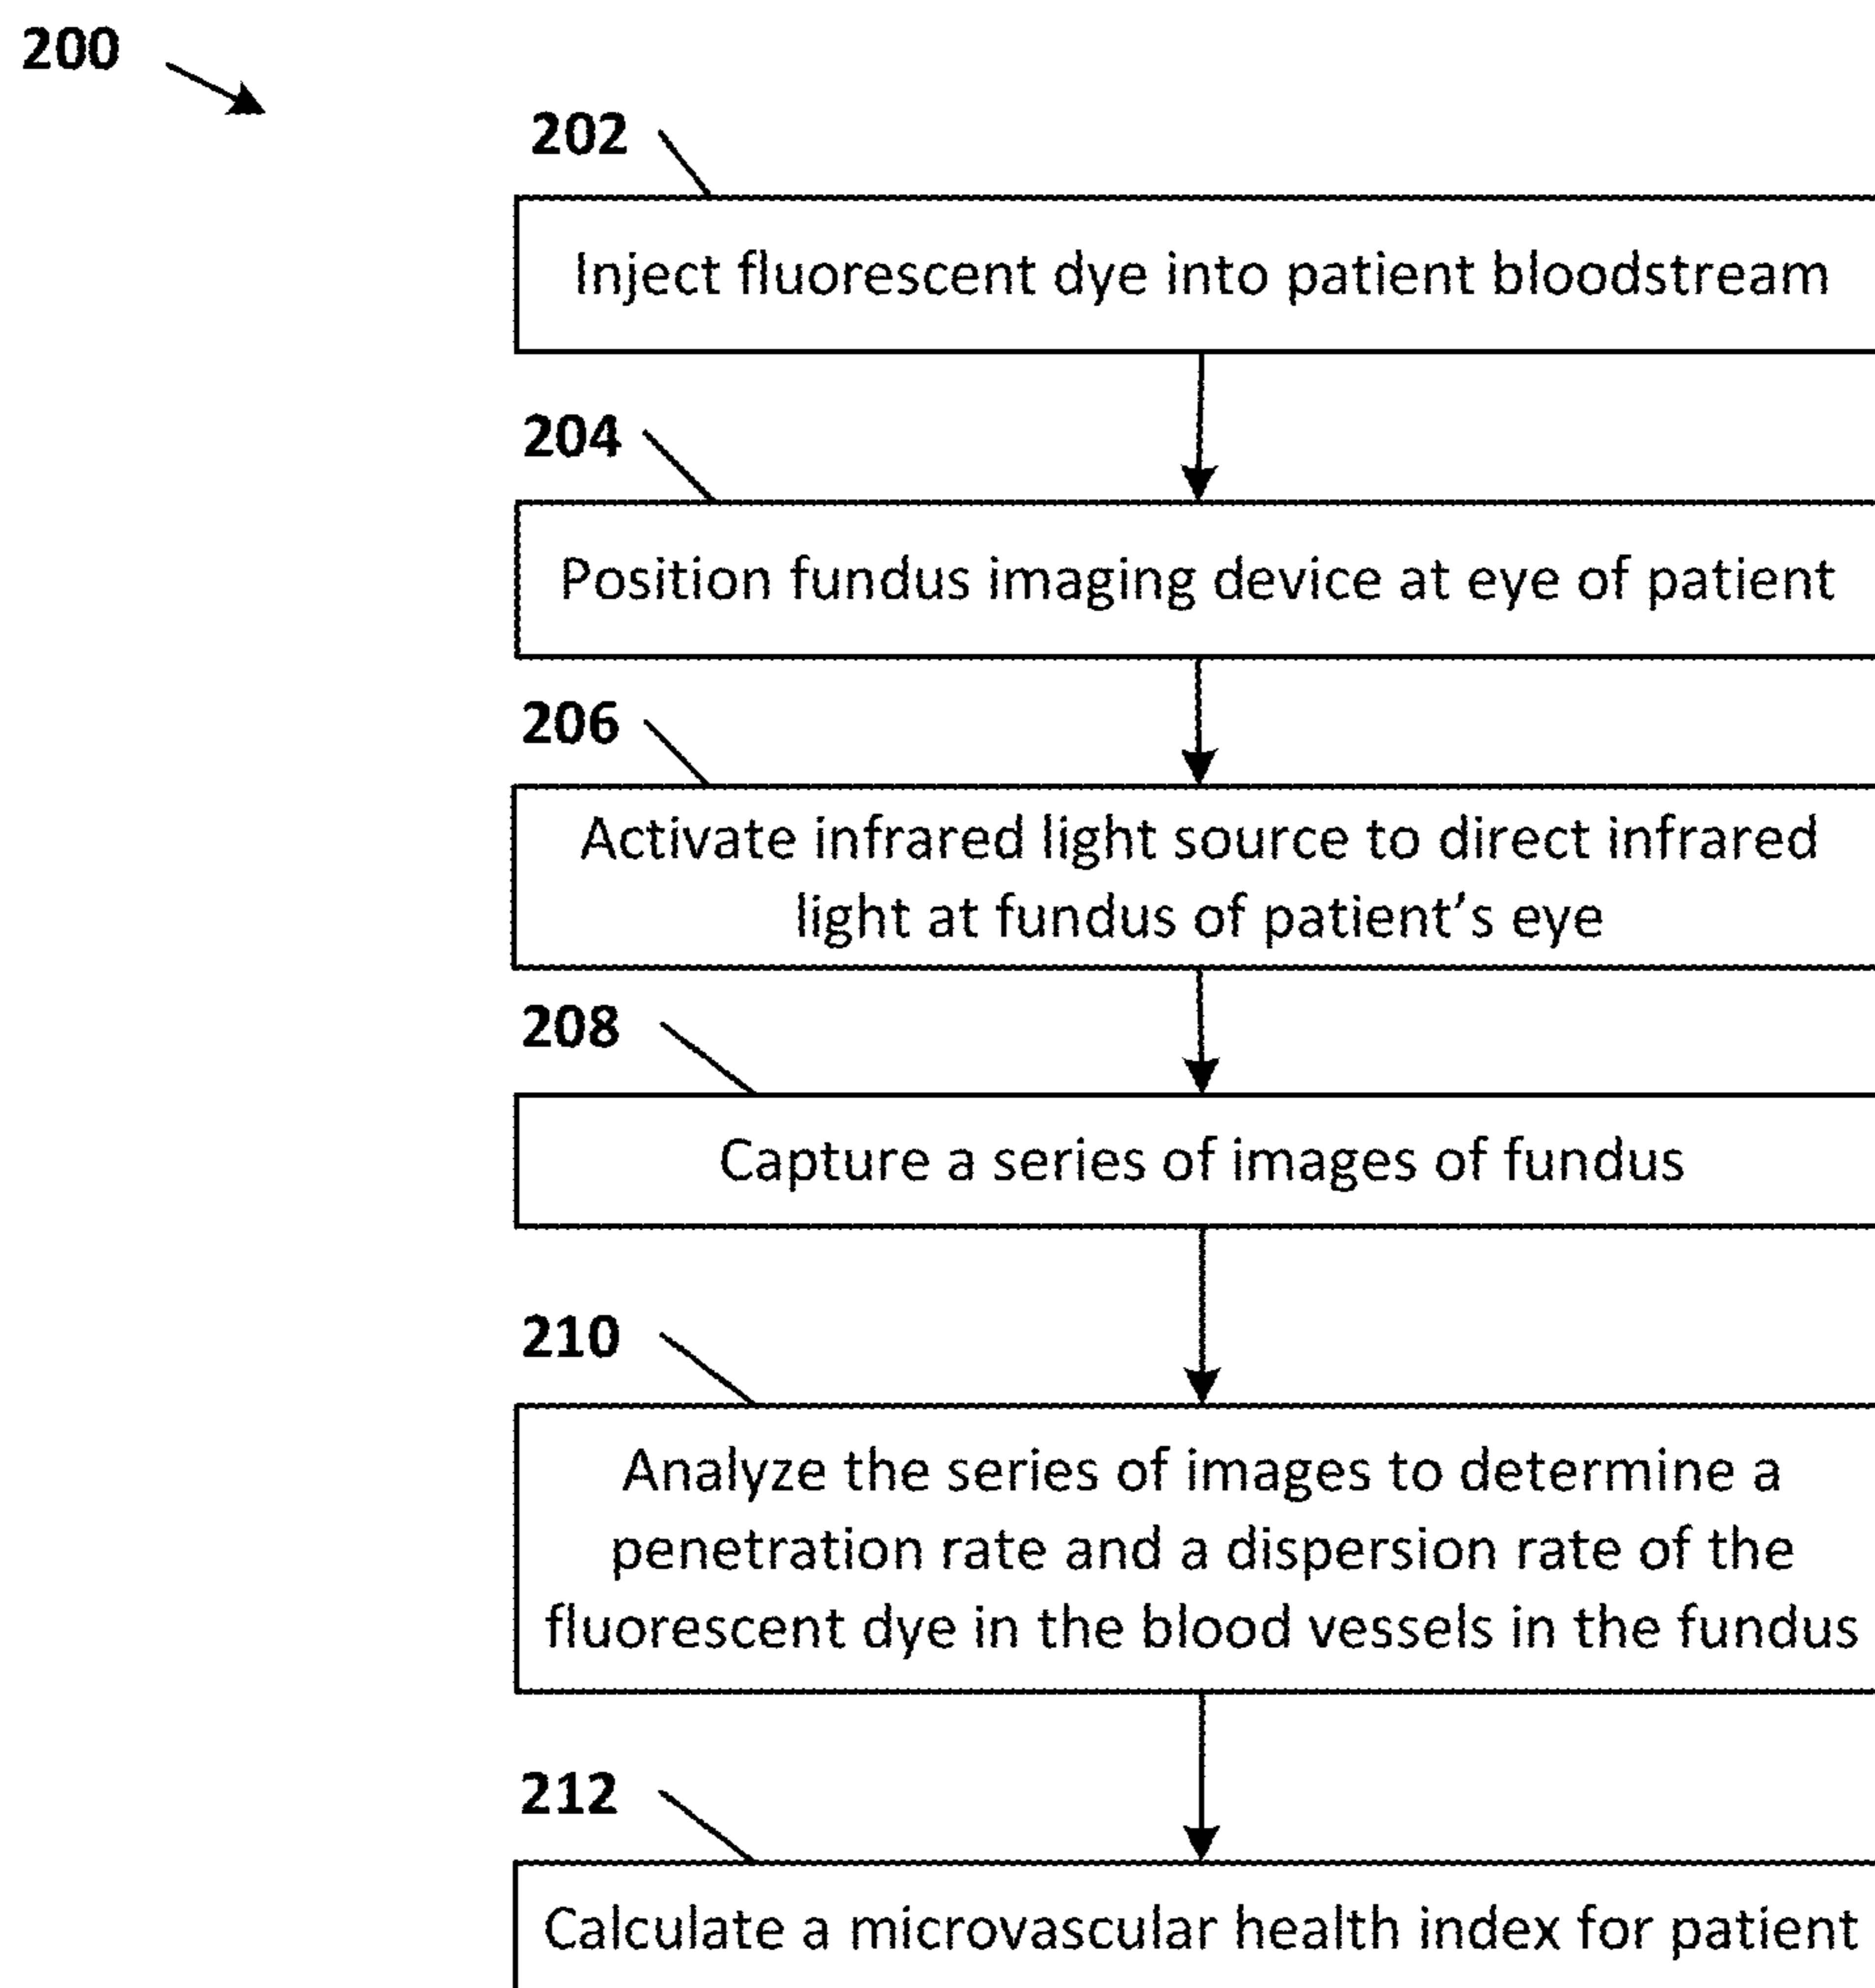 200
202
Inject fluorescent dye into patient bloodstream
204
Position fundus imaging device at eye of patient
206
Activate infrared light source to direct infrared
light at fundus of patient's eye
208
Capture a series of images of fundus
210
Analyze the series of images to determine a
penetration rate and a dispersion rate of the
fluorescent dye in the blood vessels in the fundus
212
Calculate a microvascular health index for patient